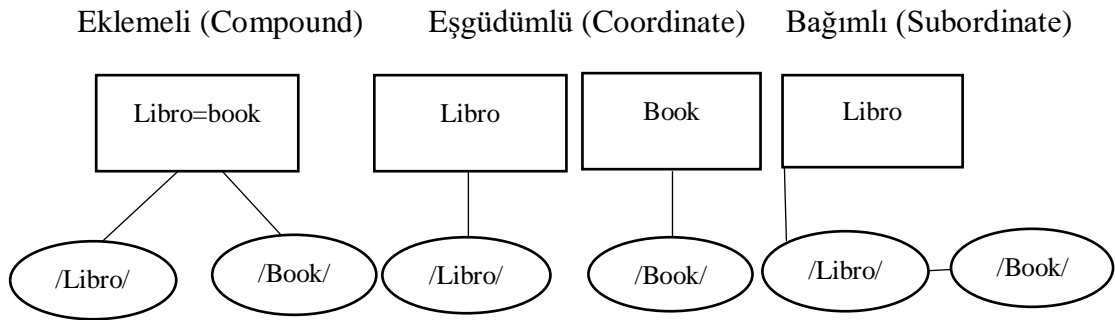 Eklemeli (Compound) Eşgüdümlü (Coordinate) Bağımlı (Subordinate)
Libro=book Libro Book Libro
/Libro/ /Book/ /Libro/ /Book/ /Libro/ /Book/